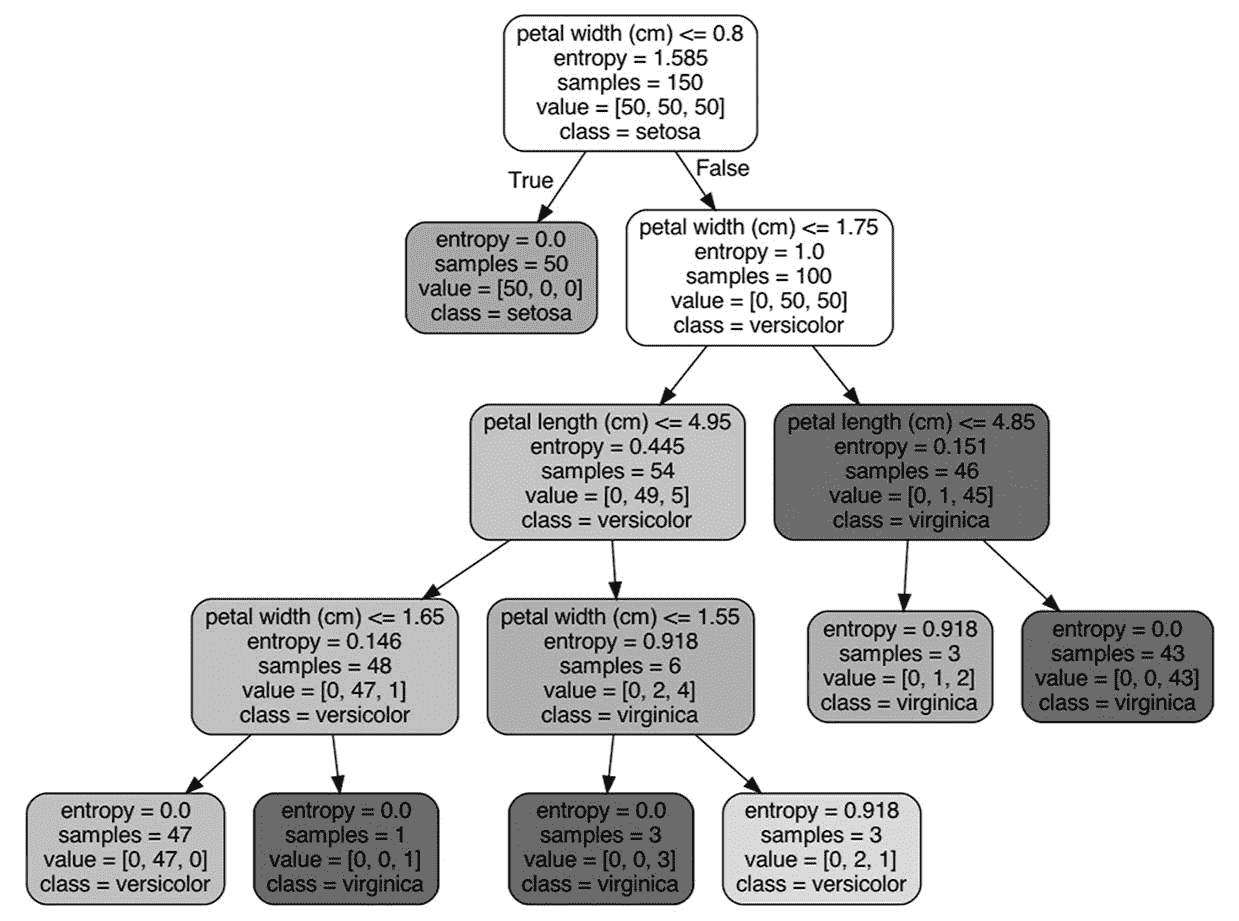 petal width (cm) <= 0.8
entropy = 1.585
samples = 150
value = [50, 50, 50]
class = setosa
True
False
entropy = 0.0
samples = 50
value = [50, 0, 0]
class = setosa
petal width (cm) <= 1.75
entropy = 1.0
samples = 100
value = [0, 50, 50]
class = versicolor
petal length (cm) <= 4.95
entropy = 0.445
samples = 54
value = [0, 49, 5]
class = versicolor
petal length (cm) <= 4.85
entropy = 0.151
samples = 46
value = [0, 1, 45]
class = virginica
petal width (cm) <= 1.65
entropy = 0.146
samples = 48
value = [0, 47, 1]
class = versicolor
petal width (cm) <= 1.55
entropy = 0.918
samples = 6
value = [0, 2, 4]
class = virginica
entropy = 0.918
samples = 3
value = [0, 1, 2]
class = virginica
entropy = 0.0
samples = 43
value = [0, 0, 43]
class = virginica
entropy = 0.0
samples = 47
value = [0, 47, 0]
class = versicolor
entropy = 0.0
samples = 1
value = [0, 0, 1]
class = virginica
entropy = 0.0
samples = 3
value = [0, 0, 3]
class = virginica
entropy = 0.918
samples = 3
value = [0, 2, 1]
class = versicolor